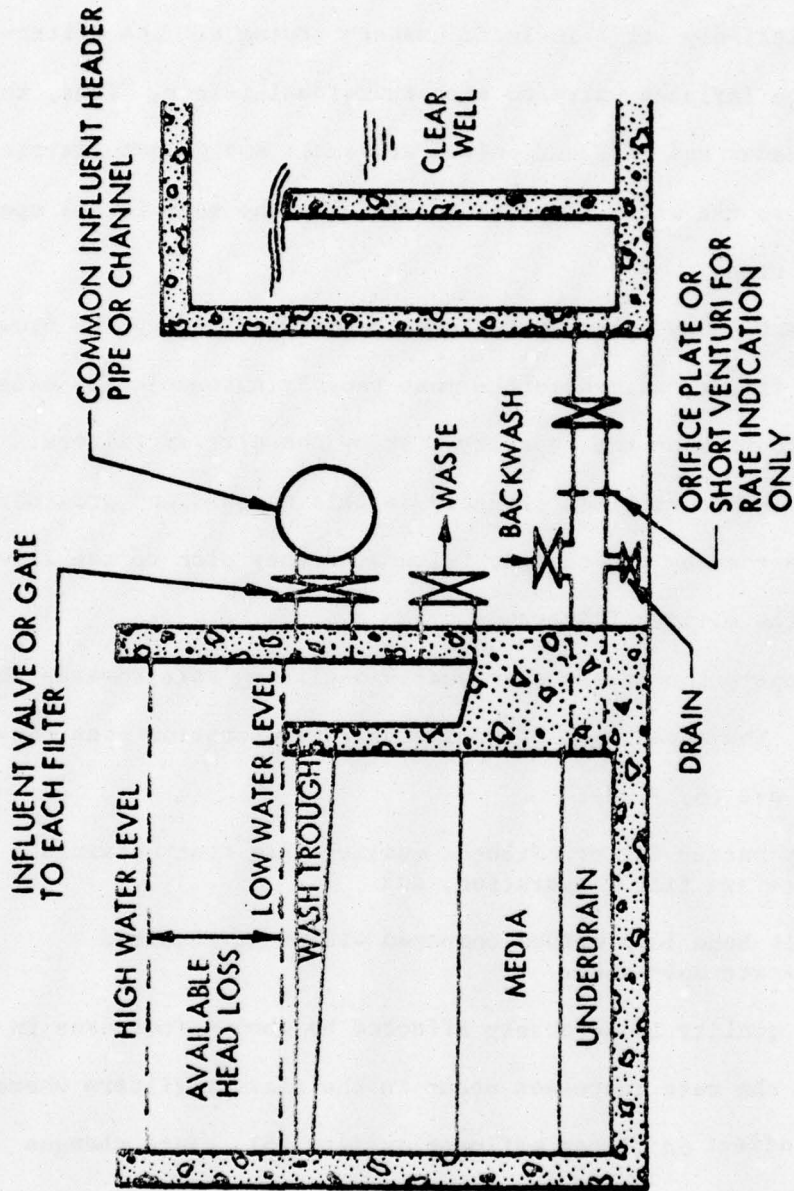 INFLUENT VALVE OR GATE
TO EACH FILTER
COMMON INFLUENT HEADER
PIPE OR CHANNEL
HIGH WATER LEVEL
AVAILABLE
HEAD LOSS
LOW WATER LEVEL
WASH TROUGH
MEDIA
UNDERDRAIN
CLEAR
WELL
WASTE
BACKWASH
DRAIN
ORIFICE PLATE OR
SHORT VENTURI FOR
RATE INDICATION
ONLY